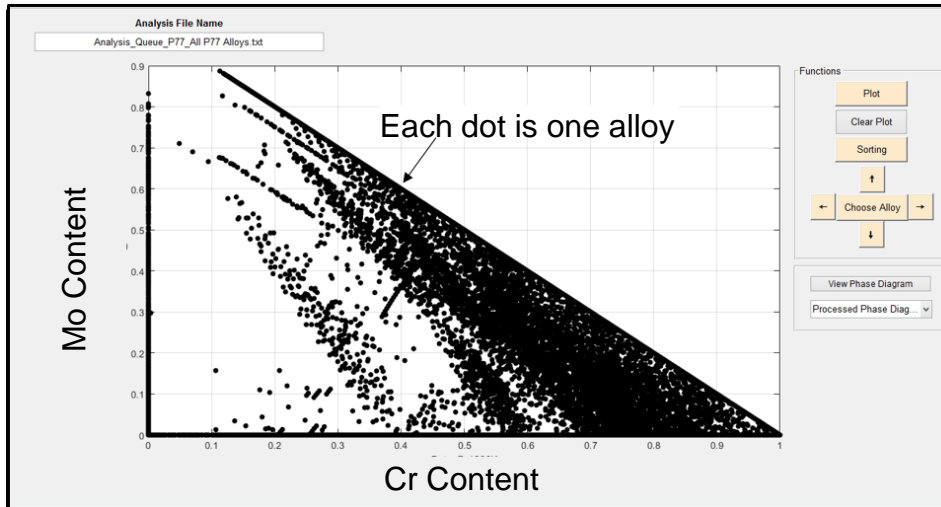 Analysis File Name
Analysis_Queue_P77_All P77 Alloys.txt
Functions
Plot
Clear Plot
Sorting
↑
← Choose Alloy →
↓
View Phase Diagram
Processed Phase Diag...
Each dot is one alloy
Mo Content
0.9
0.8
0.7
0.6
0.5
0.4
0.3
0.2
0.1
0
0 0.1 0.2 0.3 0.4 0.5 0.6 0.7 0.8 0.9 1
Cr Content